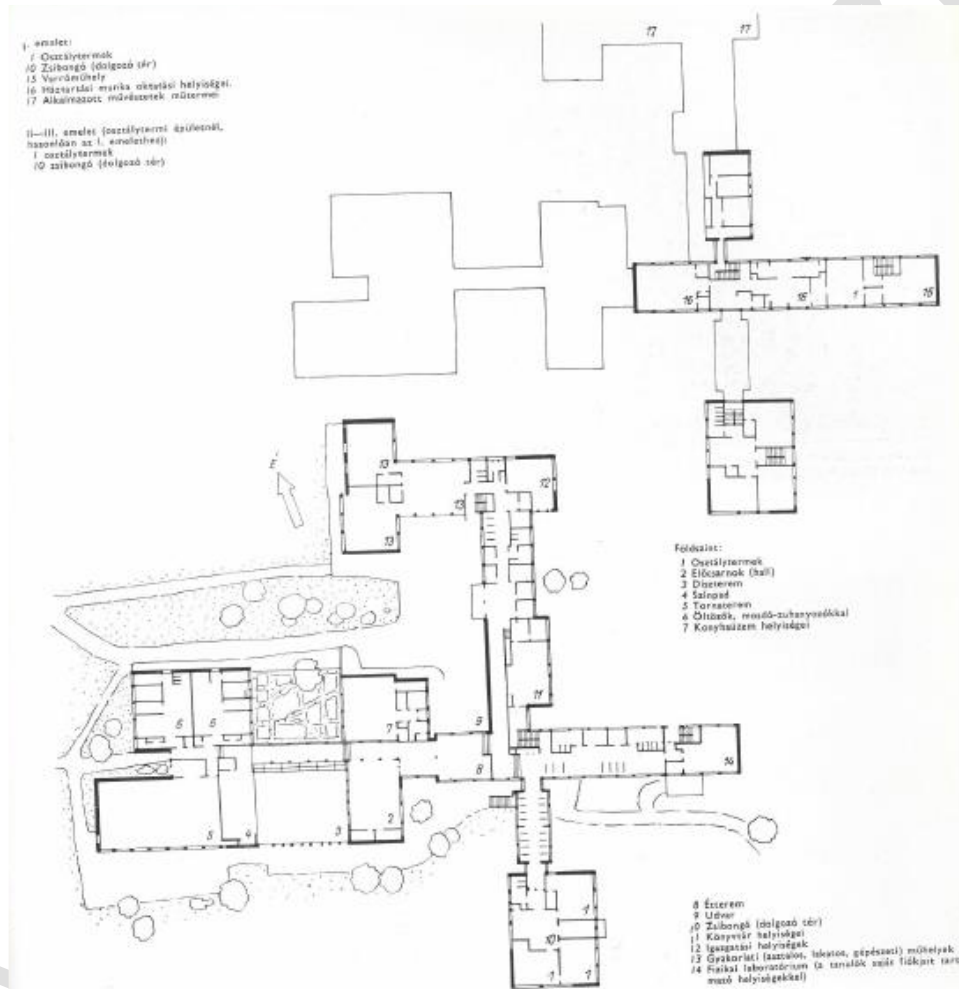 I. emelet:
1 Osztálytermek
10 Zsibongó (dolgozó tér)
15 Varróműhely
16 Háztartási munka oktatási helyiségei.
17 Alkalmazott művészetek műtermei
II—III. emelet (osztálytermi épületnél,
hasonlóan az I. emelethez):
1 osztálytermek
10 zsibongó (dolgozó tér)
17
17
16
16
1
15
É
13
12
13
13
Földszint:
1 Osztálytermek
2 Előcsarnok (hall)
3 Díszterem
4 Színpad
5 Tornaterem
6 Öltözők, mosdó-zuhanyozókkal
7 Konyhaüzem helyiségei
11
6
6
7
9
8
14
5
4
3
2
1
10
1
1
8 Étterem
9 Udvar
10 Zsibongó (dolgozó tér)
11 Könyvtár helyiségei
12 Igazgatási helyiségek
13 Gyakorlati (asztalos, lakatos, gépészeti) műhelyek
14 Fizikai laboratórium (a tanulók saját fiókjait tart
mazó helyiségekkel)